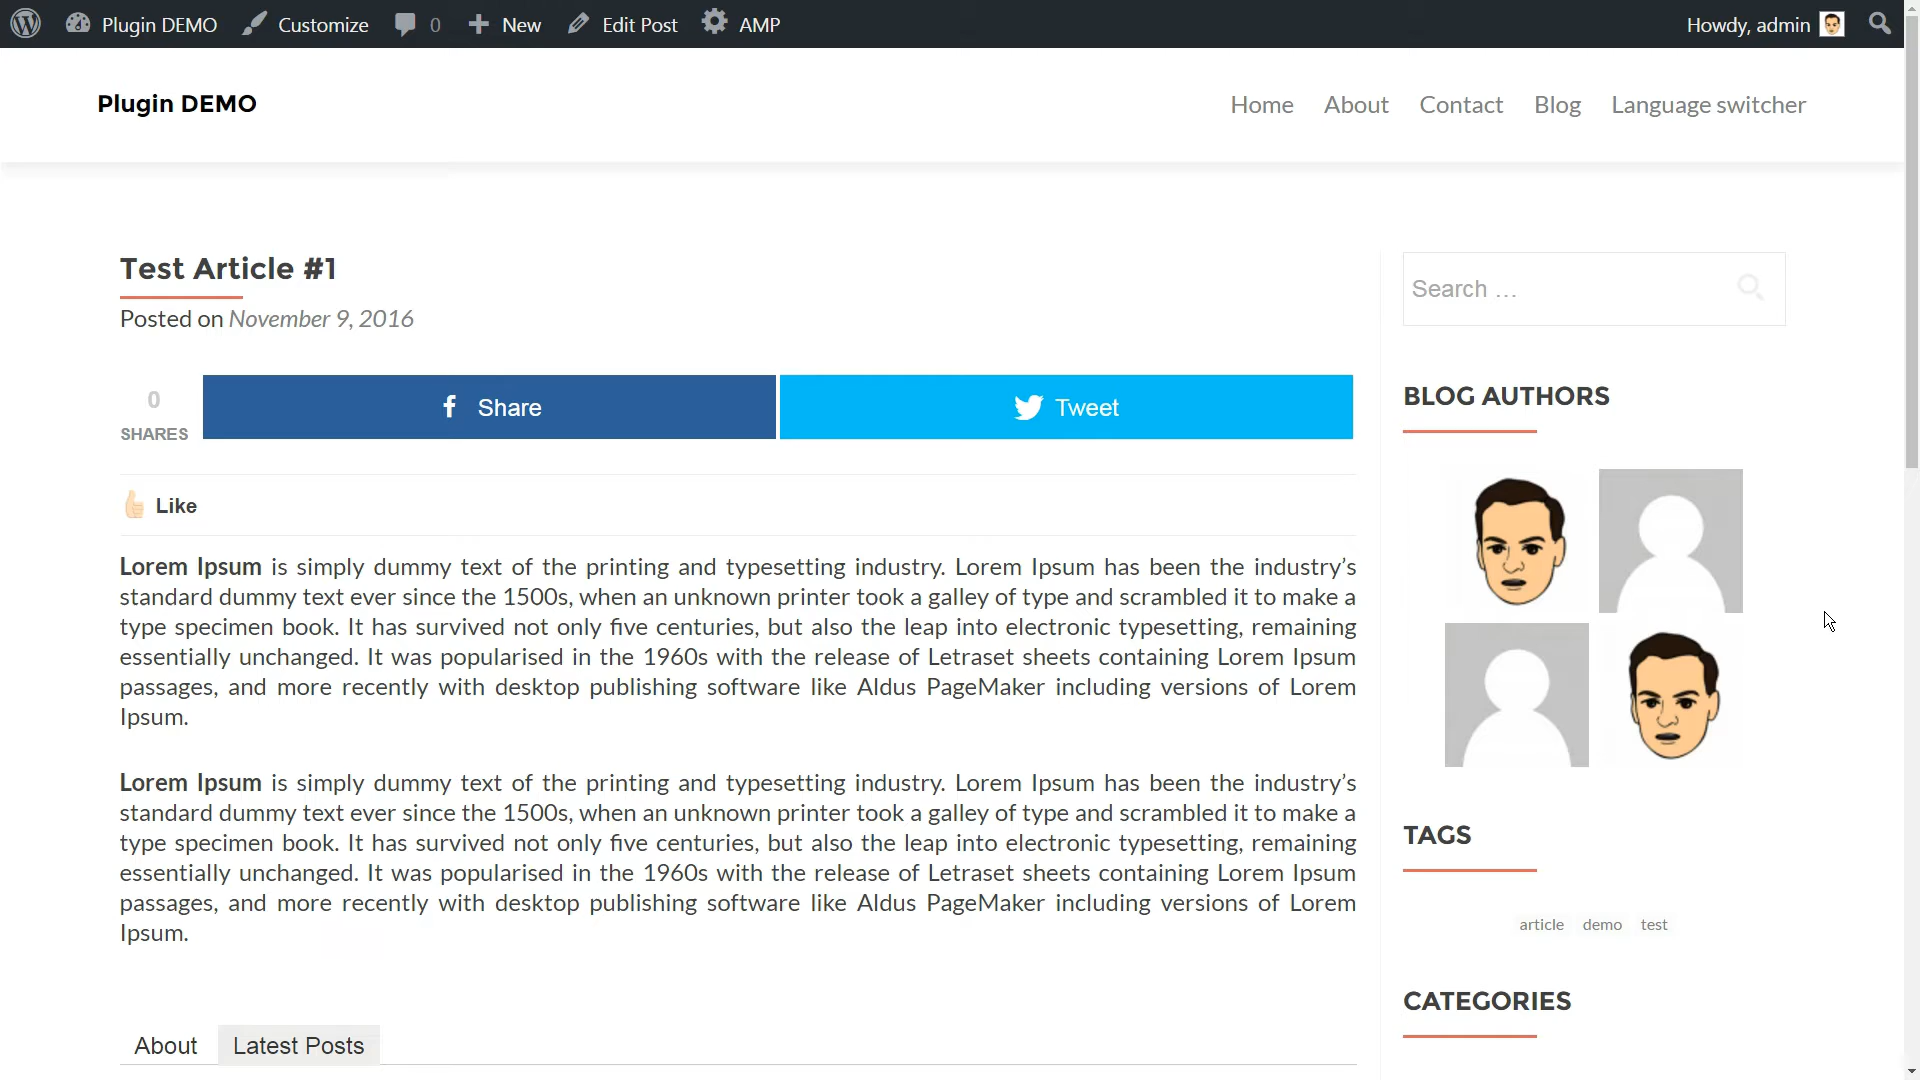 Plugin DEMO Customize 0 New Edit Post AMP Howdy, admin
Plugin DEMO
Home About Contact Blog Language switcher
Test Article #1
Posted on November 9, 2016
0
SHARES
Share
Tweet
Like
Lorem Ipsum is simply dummy text of the printing and typesetting industry. Lorem Ipsum has been the industry’s
standard dummy text ever since the 1500s, when an unknown printer took a galley of type and scrambled it to make a
type specimen book. It has survived not only five centuries, but also the leap into electronic typesetting, remaining
essentially unchanged. It was popularised in the 1960s with the release of Letraset sheets containing Lorem Ipsum
passages, and more recently with desktop publishing software like Aldus PageMaker including versions of Lorem
Ipsum.
Lorem Ipsum is simply dummy text of the printing and typesetting industry. Lorem Ipsum has been the industry’s
standard dummy text ever since the 1500s, when an unknown printer took a galley of type and scrambled it to make a
type specimen book. It has survived not only five centuries, but also the leap into electronic typesetting, remaining
essentially unchanged. It was popularised in the 1960s with the release of Letraset sheets containing Lorem Ipsum
passages, and more recently with desktop publishing software like Aldus PageMaker including versions of Lorem
Ipsum.
About Latest Posts
Search …
BLOG AUTHORS
TAGS
article demo test
CATEGORIES